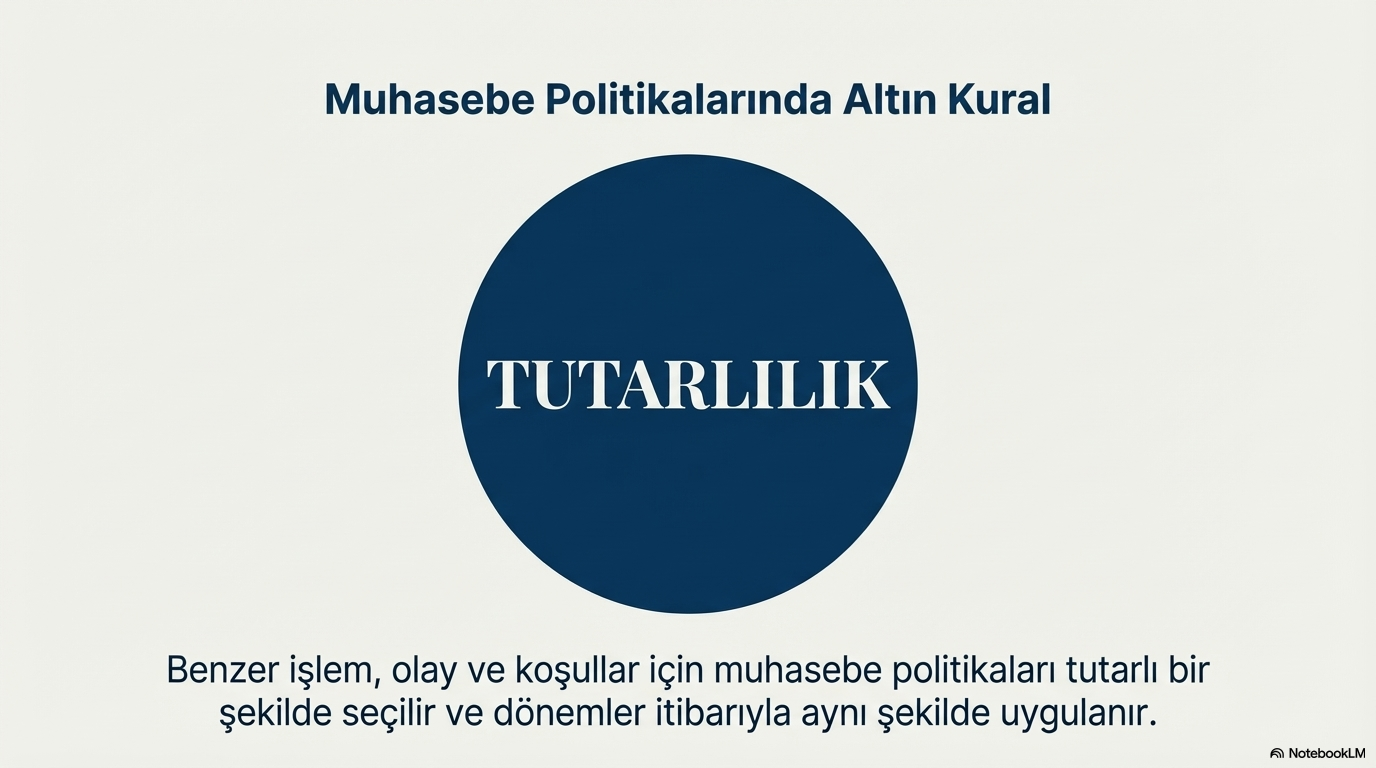 Muhasebe Politikalarında Altın Kural
TUTARLILIK
Benzer işlem, olay ve koşullar için muhasebe politikaları tutarlı bir
şekilde seçilir ve dönemler itibarıyla aynı şekilde uygulanır.
NotebookLM